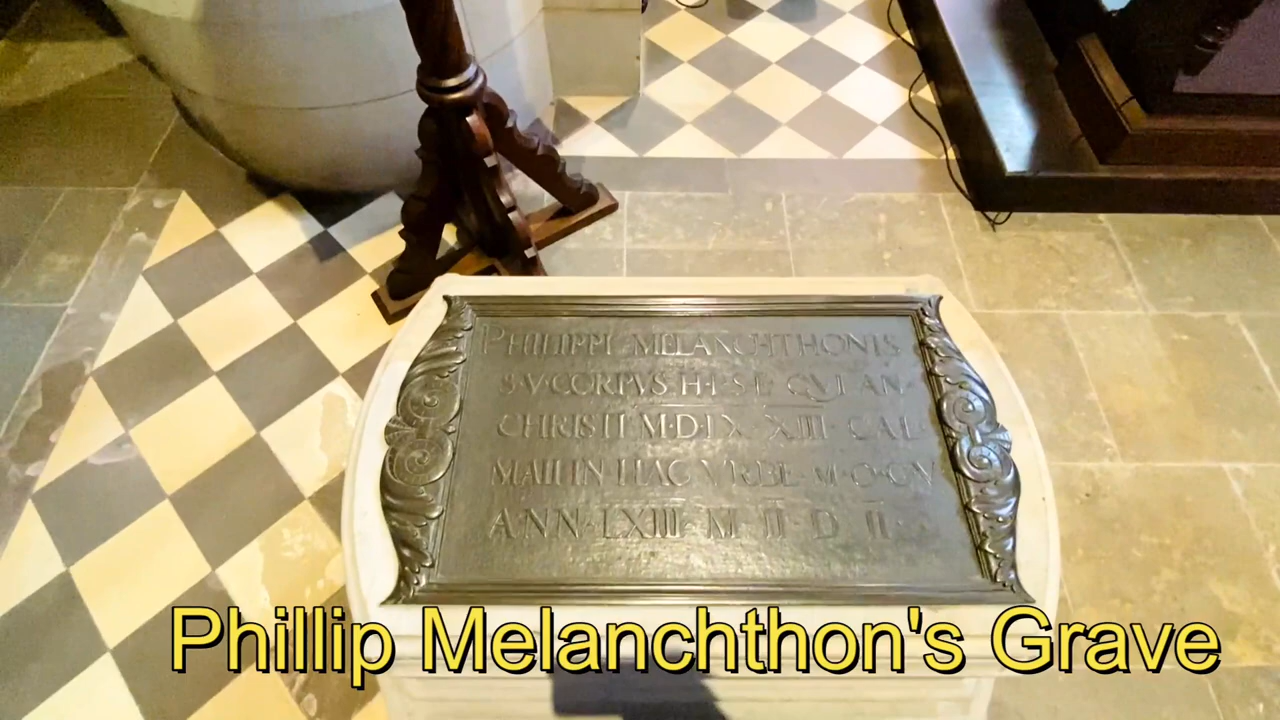 PHILIPPI · MELANCHTHONIS
S · V · CORPVS · H · L · S · E · QVI AN ·
CHRISTI M · D · LX · XIII · CAL ·
MAII IN HAC VRBE · M · O · CV
ANN · LXIII · M · II · D · II ·
Phillip Melanchthon's Grave